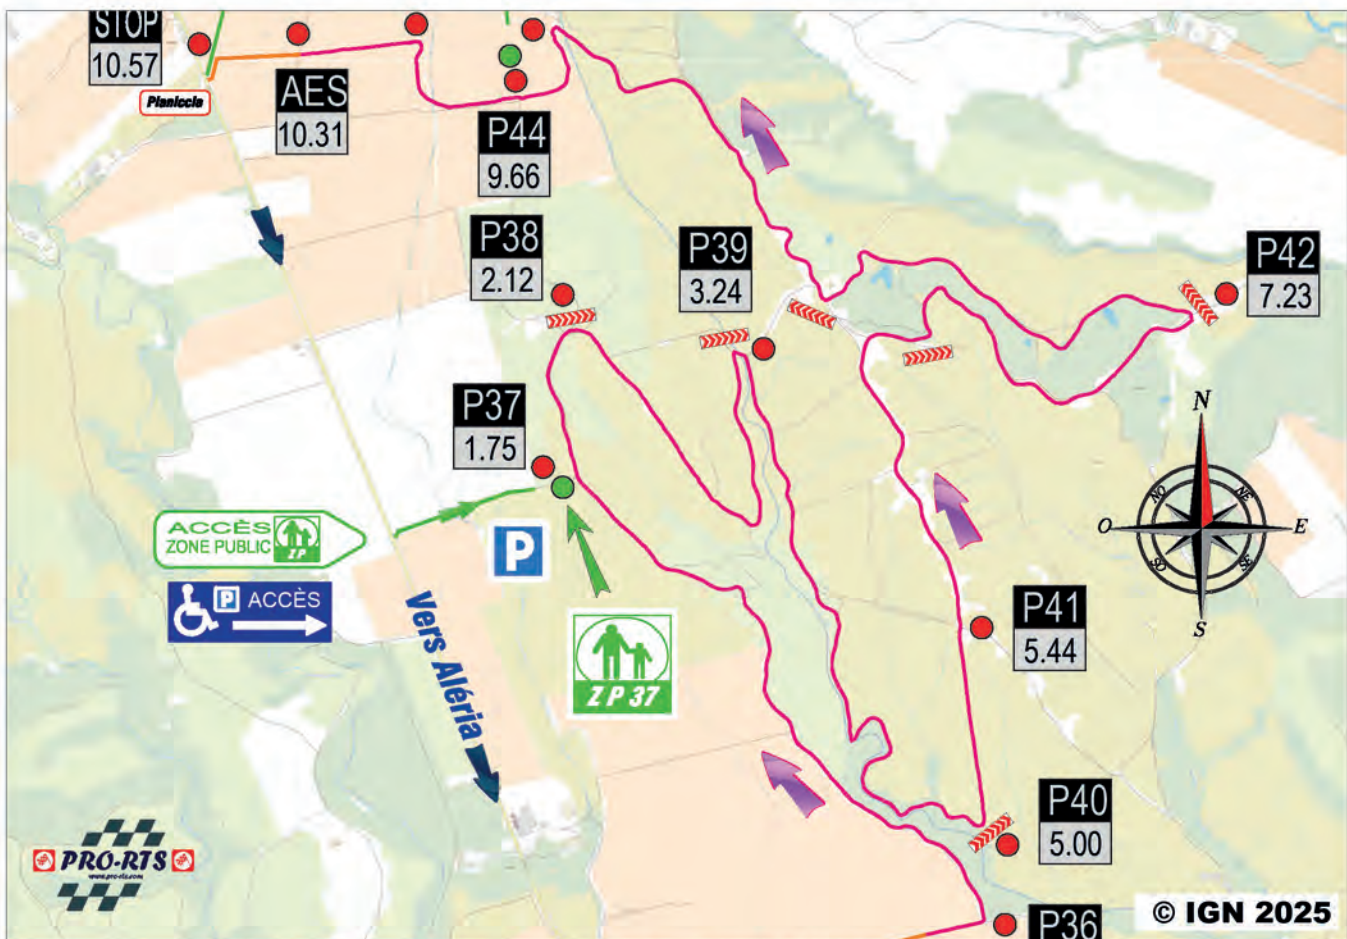 STOP
10.57
Pianiccia
AES
10.31
P44
9.66
P38
2.12
P39
3.24
P42
7.23
P37
1.75
ACCÈS
ZONE PUBLIC
ZP
P
P ACCÈS
Vers Aléria
ZP 37
P41
5.44
P40
5.00
P36
N
NO
NE
O
E
SO
SE
S
PRO-RTS
www.pro-rts.com
© IGN 2025